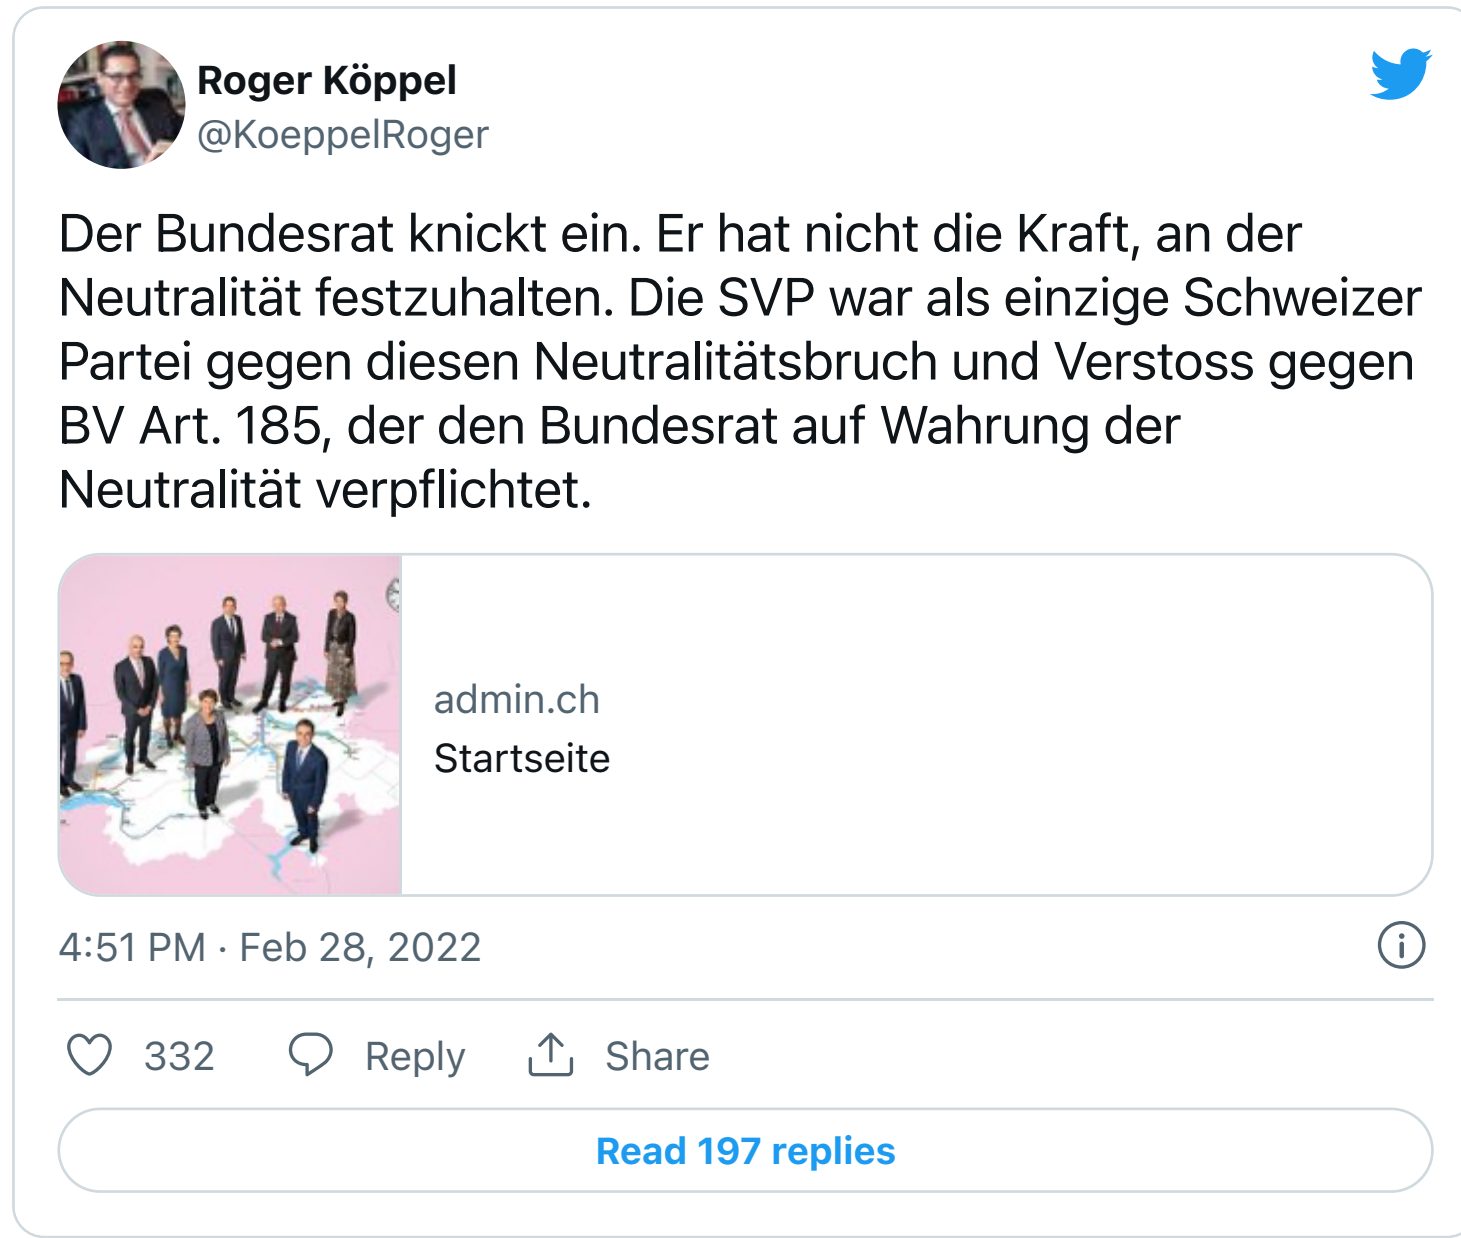 Roger Köppel
@KoeppelRoger
Der Bundesrat knickt ein. Er hat nicht die Kraft, an der
Neutralität festzuhalten. Die SVP war als einzige Schweizer
Partei gegen diesen Neutralitätsbruch und Verstoss gegen
BV Art. 185, der den Bundesrat auf Wahrung der
Neutralität verpflichtet.
admin.ch
Startseite
4:51 PM · Feb 28, 2022
332 Reply Share
Read 197 replies